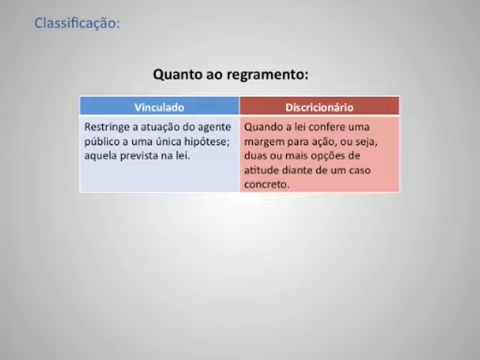 Classificação:
Quanto ao regramento:
Vinculado
Discricionário
Restringe a atuação do agente
público a uma única hipótese;
aquela prevista na lei.
Quando a lei confere uma
margem para ação, ou seja,
duas ou mais opções de
atitude diante de um caso
concreto.